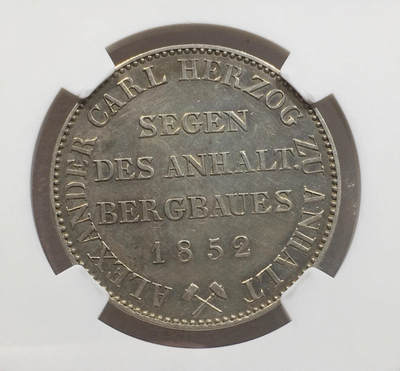 ALEXANDER CARL HERZOG ZU ANHALT
SEGEN
DES ANHALT.
BERGBAUES
1852